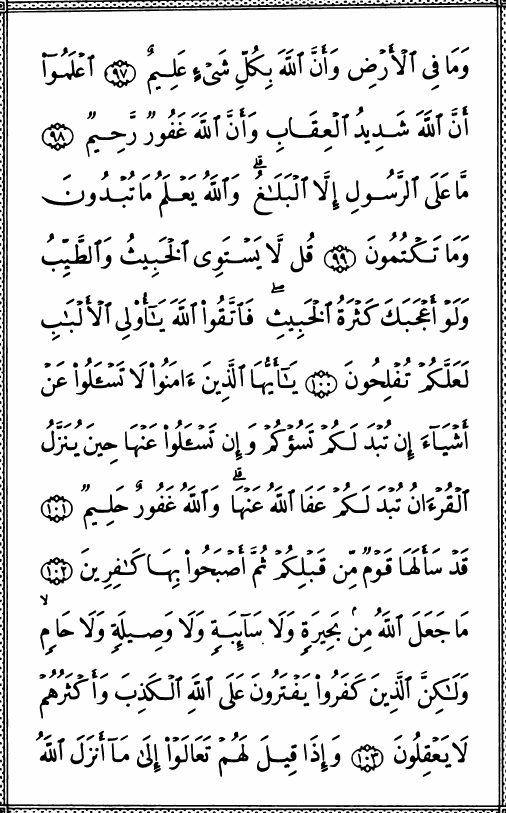 وَمَا فِى ٱلْأَرْضِ وَأَنَّ ٱللَّهَ بِكُلِّ شَىْءٍ عَلِيمٌ ٩٧ ٱعْلَمُوٓا۟
أَنَّ ٱللَّهَ شَدِيدُ ٱلْعِقَابِ وَأَنَّ ٱللَّهَ غَفُورٌ رَّحِيمٌ ٩٨
مَّا عَلَى ٱلرَّسُولِ إِلَّا ٱلْبَلَٰغُ ۗ وَٱللَّهُ يَعْلَمُ مَا تُبْدُونَ
وَمَا تَكْتُمُونَ ٩٩ قُل لَّا يَسْتَوِى ٱلْخَبِيثُ وَٱلطَّيِّبُ
وَلَوْ أَعْجَبَكَ كَثْرَةُ ٱلْخَبِيثِ ۚ فَٱتَّقُوا۟ ٱللَّهَ يَٰٓأُو۟لِى ٱلْأَلْبَٰبِ
لَعَلَّكُمْ تُفْلِحُونَ ١٠٠ يَٰٓأَيُّهَا ٱلَّذِينَ ءَامَنُوا۟ لَا تَسْـَٔلُوا۟ عَنْ
أَشْيَآءَ إِن تُبْدَ لَكُمْ تَسُؤْكُمْ وَإِن تَسْـَٔلُوا۟ عَنْهَا حِينَ يُنَزَّلُ
ٱلْقُرْءَانُ تُبْدَ لَكُمْ عَفَا ٱللَّهُ عَنْهَا ۗ وَٱللَّهُ غَفُورٌ حَلِيمٌ ١٠١
قَدْ سَأَلَهَا قَوْمٌ مِّن قَبْلِكُمْ ثُمَّ أَصْبَحُوا۟ بِهَا كَٰفِرِينَ ١٠٢
مَا جَعَلَ ٱللَّهُ مِنۢ بَحِيرَةٍ وَلَا سَآئِبَةٍ وَلَا وَصِيلَةٍ وَلَا حَامٍ ۙ
وَلَٰكِنَّ ٱلَّذِينَ كَفَرُوا۟ يَفْتَرُونَ عَلَى ٱللَّهِ ٱلْكَذِبَ وَأَكْثَرُهُمْ
لَا يَعْقِلُونَ ١٠٣ وَإِذَا قِيلَ لَهُمْ تَعَالَوْا۟ إِلَىٰ مَآ أَنزَلَ ٱللَّهُ